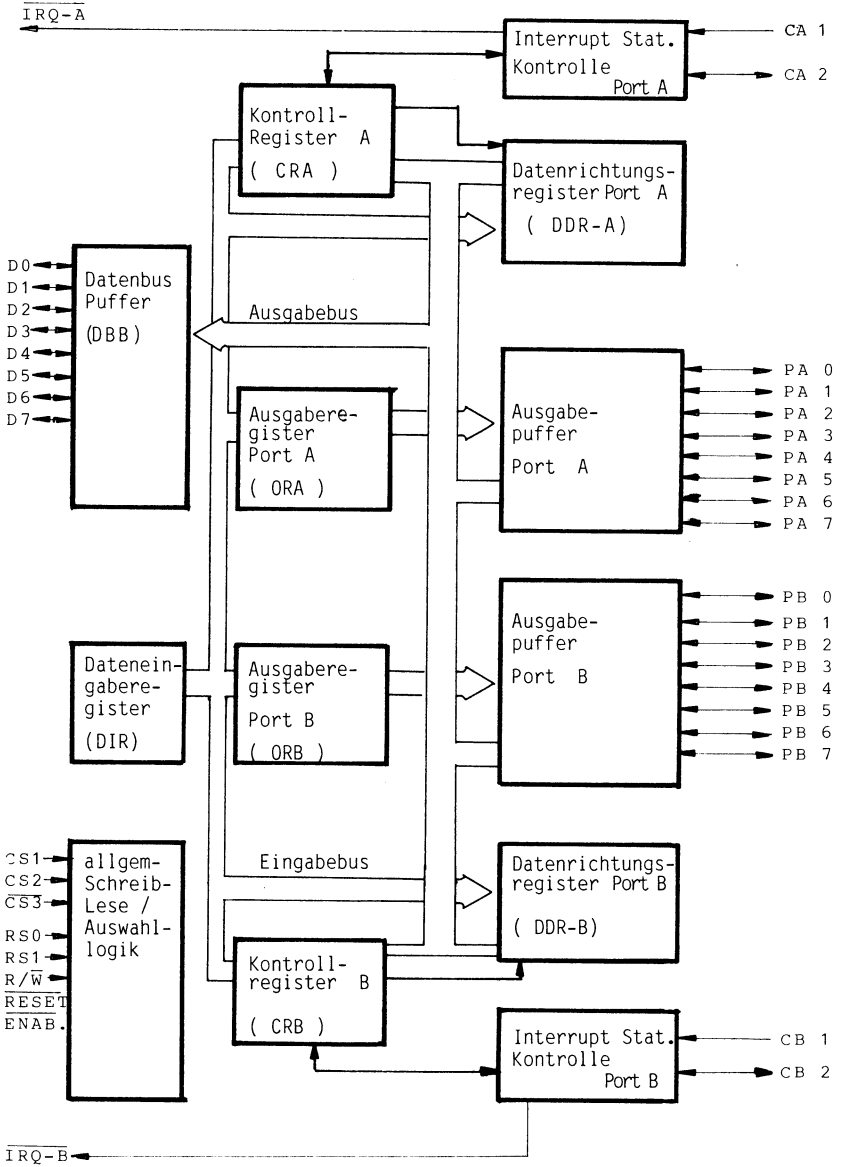 IRQ-A
Interrupt Stat.
Kontrolle
Port A
CA 1
CA 2
Kontroll-
Register A
( CRA )
Datenrichtungs-
register Port A
( DDR-A)
D0
D1
D2
D3
D4
D5
D6
D7
Datenbus
Puffer
(DBB)
Ausgabebus
Ausgabere-
gister
Port A
( ORA )
Ausgabe-
puffer
Port A
PA 0
PA 1
PA 2
PA 3
PA 4
PA 5
PA 6
PA 7
Ausgabe-
puffer
Port B
PB 0
PB 1
PB 2
PB 3
PB 4
PB 5
PB 6
PB 7
Datenein-
gabere-
gister
(DIR)
Ausgabere-
gister
Port B
( ORB )
CS1
CS2
CS3
RS0
RS1
R/W
RESET
ENAB.
allgem-
Schreib-
Lese /
Auswahl-
logik
Eingabebus
Datenrichtungs-
register Port B
( DDR-B)
Kontroll-
register B
( CRB )
Interrupt Stat.
Kontrolle
Port B
CB 1
CB 2
IRQ-B